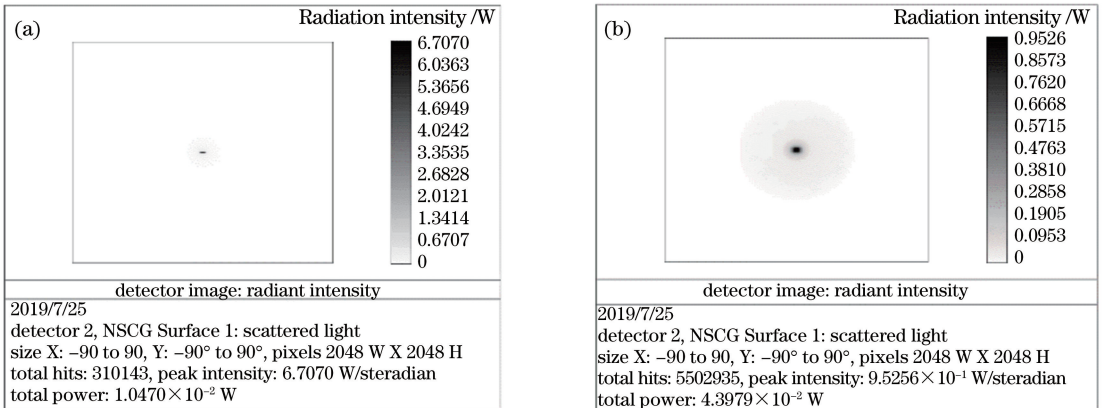 (a)
Radiation intensity /W
6.7070
6.0363
5.3656
4.6949
4.0242
3.3535
2.6828
2.0121
1.3414
0.6707
0
detector image: radiant intensity
2019/7/25
detector 2, NSCG Surface 1: scattered light
size X: −90 to 90, Y: −90° to 90°, pixels 2048 W X 2048 H
total hits: 310143, peak intensity: 6.7070 W/steradian
total power: 1.0470×10⁻² W
(b)
Radiation intensity /W
0.9526
0.8573
0.7620
0.6668
0.5715
0.4763
0.3810
0.2858
0.1905
0.0953
0
detector image: radiant intensity
2019/7/25
detector 2, NSCG Surface 1: scattered light
size X: −90 to 90, Y: −90° to 90°, pixels 2048 W X 2048 H
total hits: 5502935, peak intensity: 9.5256×10⁻¹ W/steradian
total power: 4.3979×10⁻² W